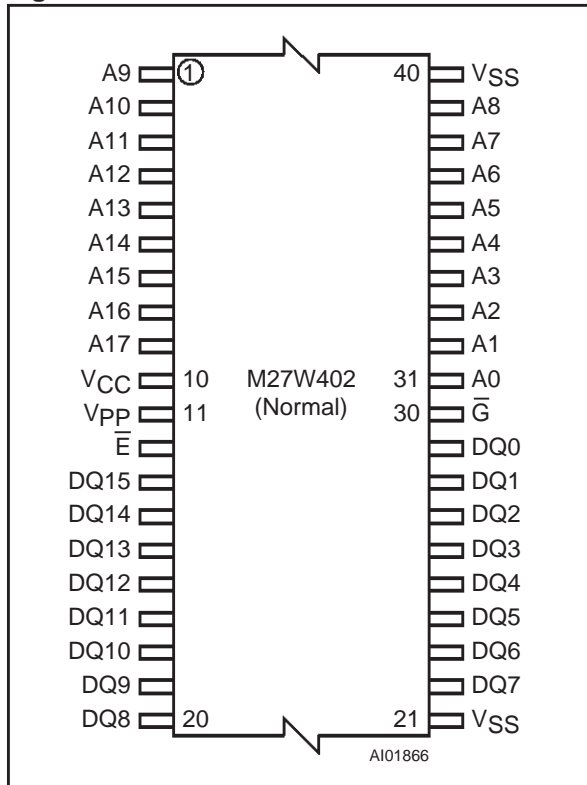 A9 ① 40 VSS
A10 A8
A11 A7
A12 A6
A13 A5
A14 A4
A15 A3
A16 A2
A17 A1
VCC 10 M27W402 31 A0
VPP 11 (Normal) 30 G̅
E̅ DQ0
DQ15 DQ1
DQ14 DQ2
DQ13 DQ3
DQ12 DQ4
DQ11 DQ5
DQ10 DQ6
DQ9 DQ7
DQ8 20 21 VSS
AI01866